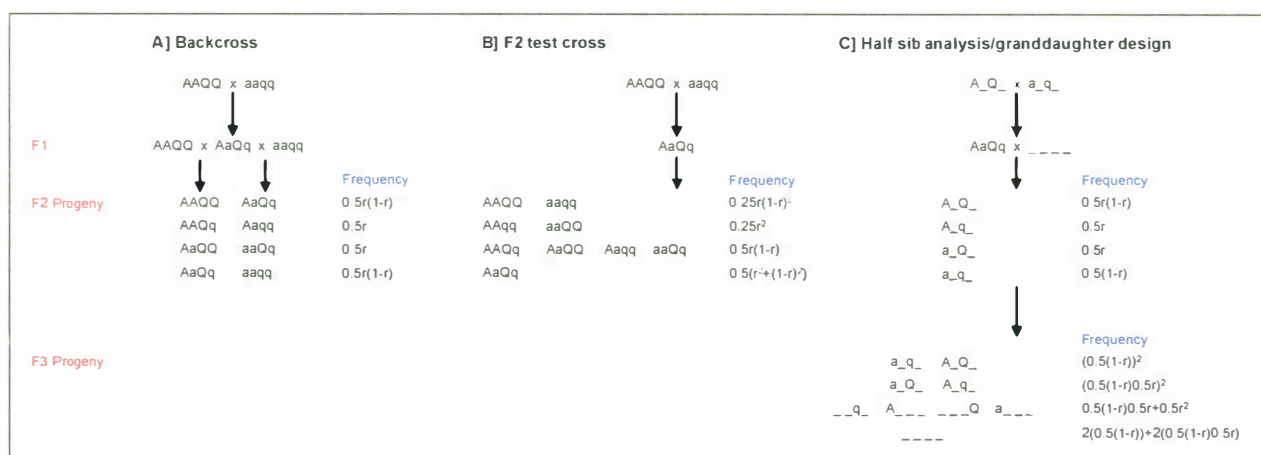 A] Backcross B] F2 test cross C] Half sib analysis/granddaughter design
AAQQ x aaqq AAQQ x aaqq A_Q_ x a_q_
F1 AAQQ x AaQq x aaqq AaQq AaQq x _ _ _ _
Frequency Frequency Frequency
F2 Progeny AAQQ AaQq 0 5r(1-r) AAQQ aaqq 0 25r(1-r)² A_Q_ 0 5r(1-r)
AAQq Aaqq 0.5r AAqq aaQQ 0.25r² A_q_ 0.5r
AaQQ aaQq 0 5r AAQq AaQQ Aaqq aaQq 0 5r(1-r) a_Q_ 0 5r
AaQq aaqq 0.5r(1-r) AaQq 0 5(r²+(1-r)²) a_q_ 0 5(1-r)
Frequency
F3 Progeny a_q_ A_Q_ (0.5(1-r))²
a_Q_ A_q_ (0.5(1-r)0.5r)²
_ _q_ A_ _ _ _ _ _Q a_ _ _ 0.5(1-r)0.5r+0.5r²
_ _ _ _ 2(0.5(1-r))+2(0 5(1-r)0 5r)